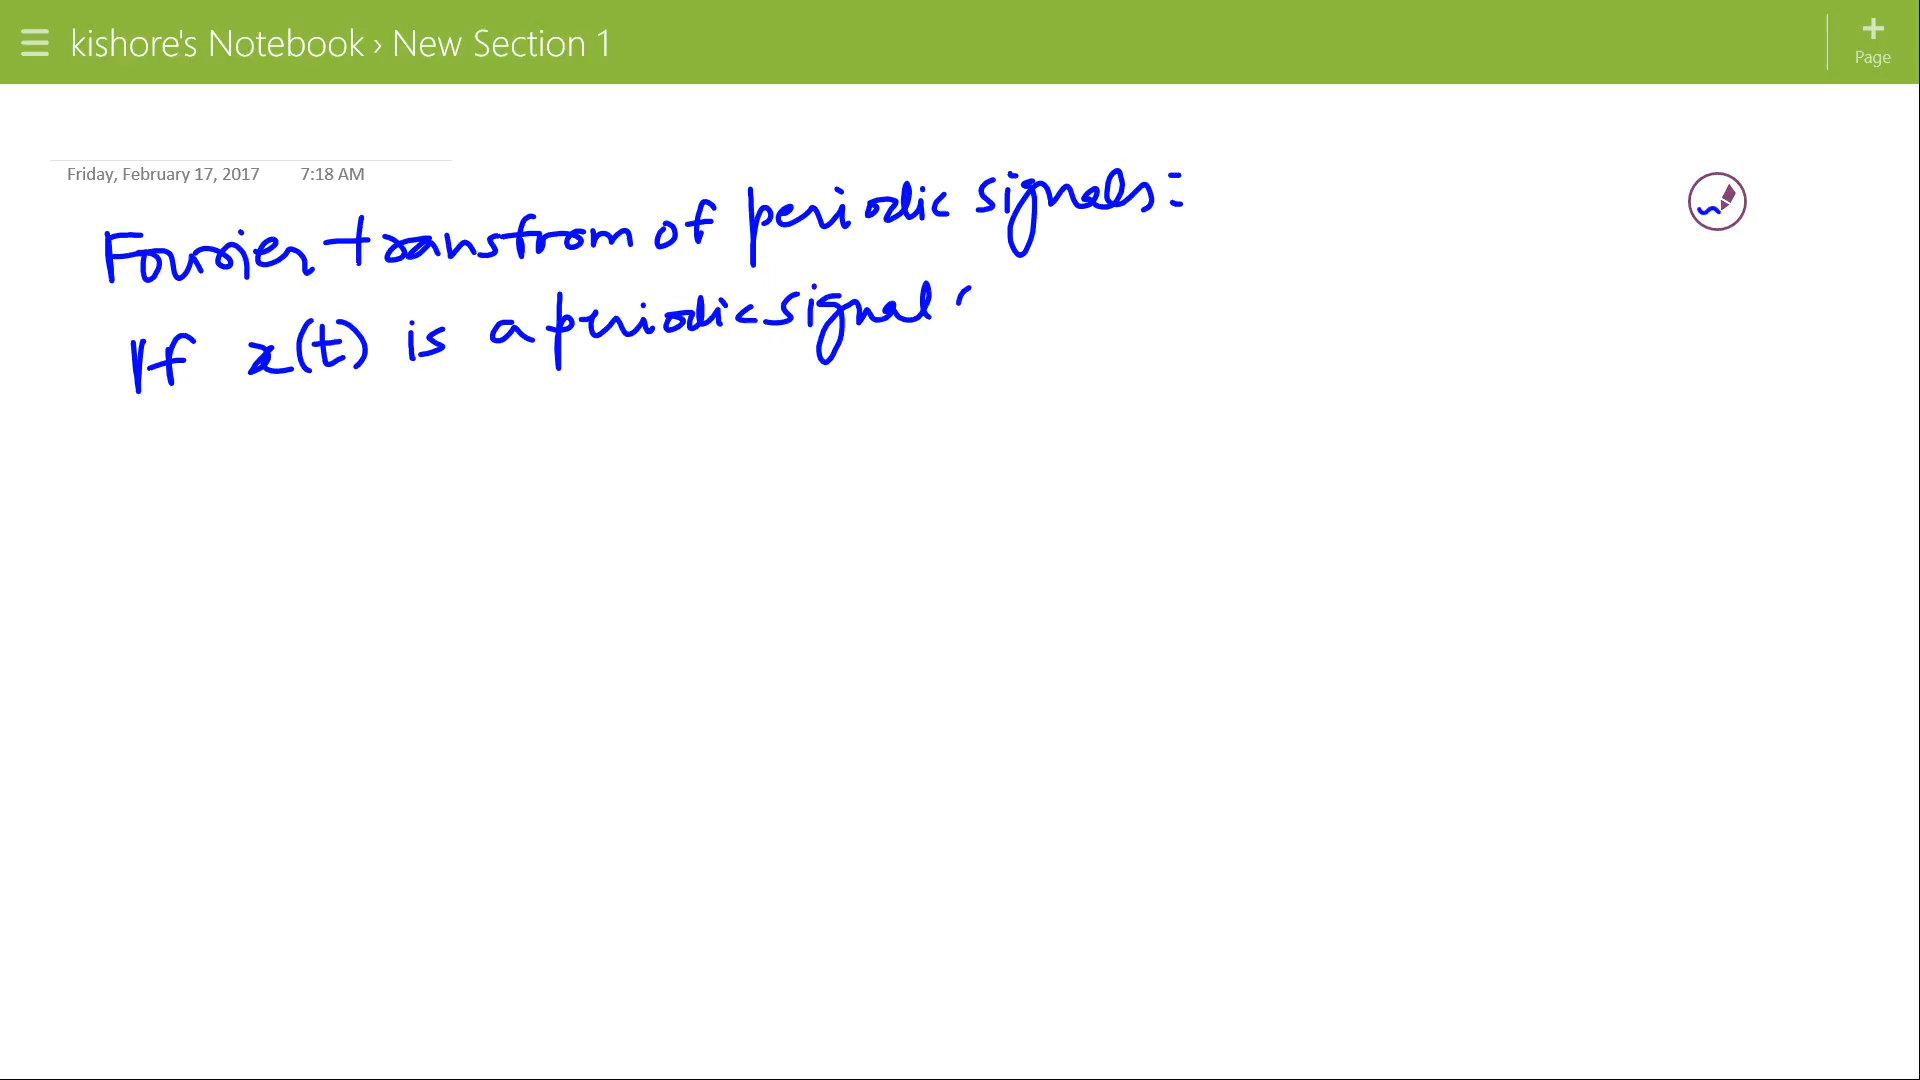 kishore's Notebook › New Section 1
Page
Friday, February 17, 2017 7:18 AM
Fourier transfrom of periodic signals:
If x(t) is a periodic signal